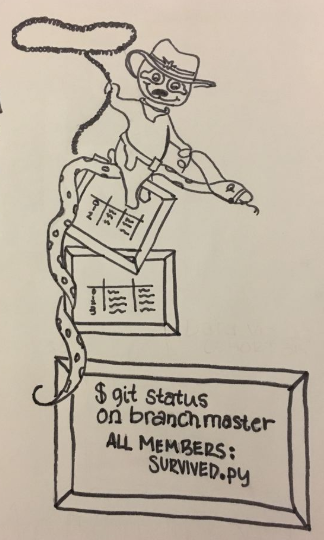 $ git status
on branch master
ALL MEMBERS:
SURVIVED.py